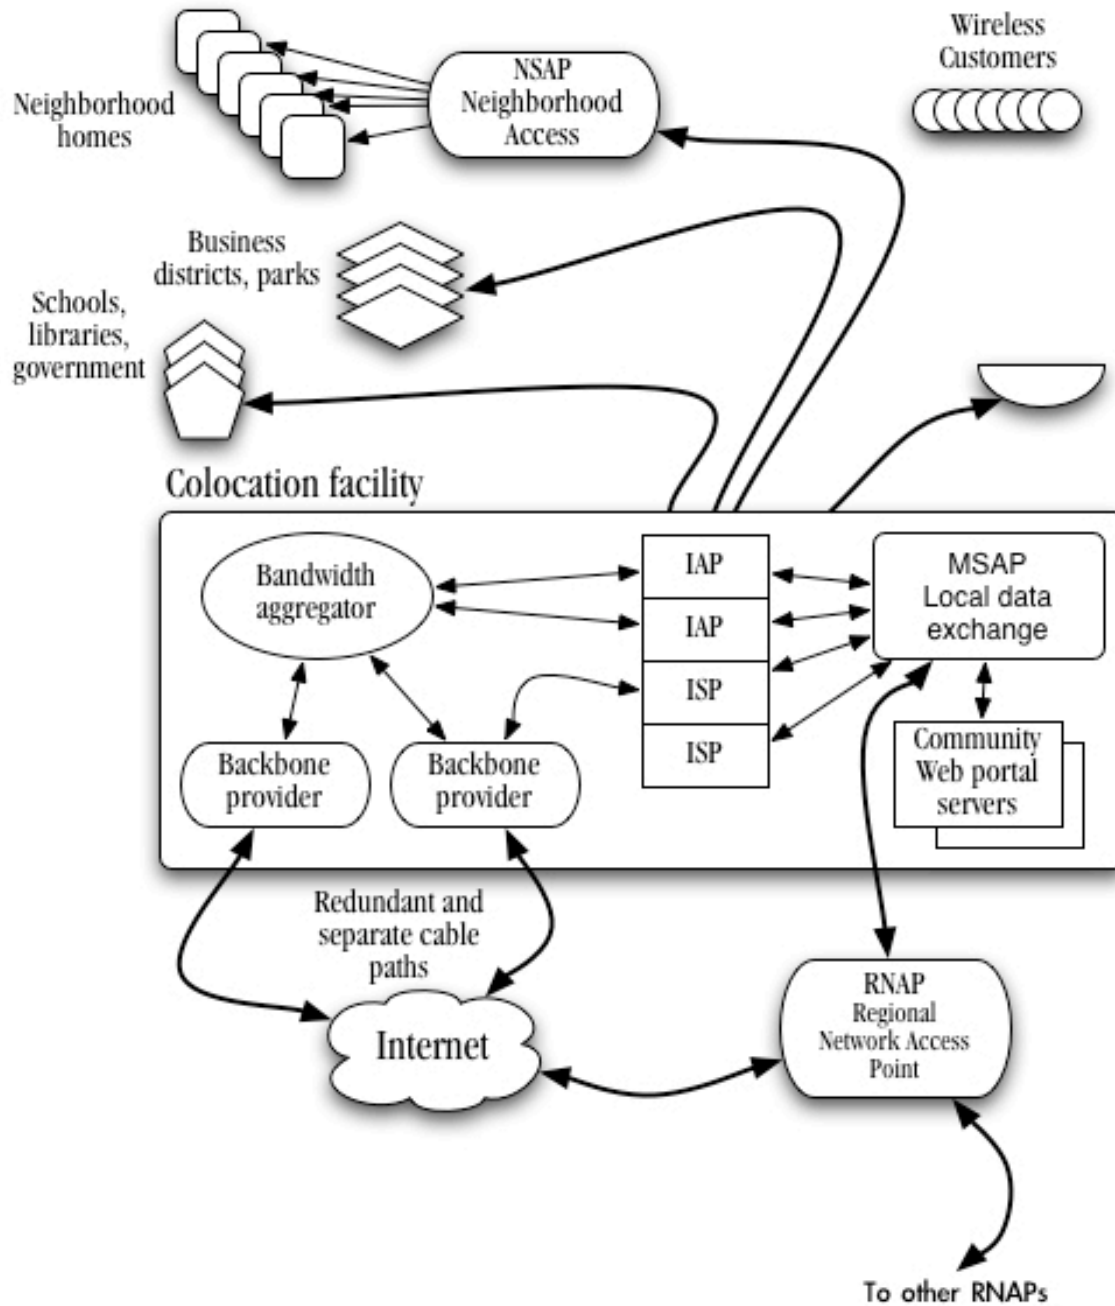 Wireless
Customers
NSAP
Neighborhood
Access
Neighborhood
homes
Business
districts, parks
Schools,
libraries,
government
Colocation facility
Bandwidth
aggregator
IAP
IAP
ISP
ISP
MSAP
Local data
exchange
Backbone
provider
Backbone
provider
Community
Web portal
servers
Redundant and
separate cable
paths
Internet
RNAP
Regional
Network Access
Point
To other RNAPs